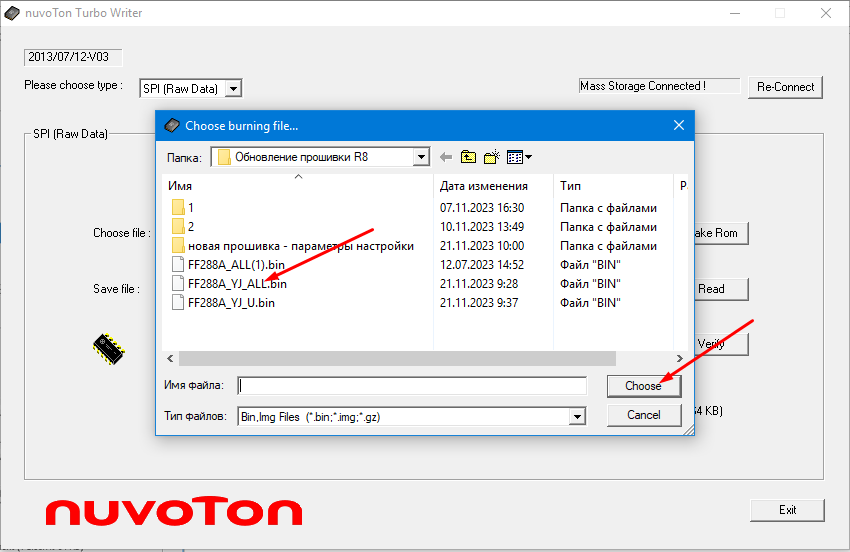 nuvoTon Turbo Writer
2013/07/12-V03
Please choose type :
SPI (Raw Data)
Mass Storage Connected !
Re-Connect
SPI (Raw Data)
Choose burning file...
Папка:
Обновление прошивки R8
Имя Дата изменения Тип
1 07.11.2023 16:30 Папка с файлами
2 10.11.2023 13:49 Папка с файлами
новая прошивка - параметры настройки 21.11.2023 10:00 Папка с файлами
FF288A_ALL(1).bin 12.07.2023 14:52 Файл "BIN"
FF288A_YJ_ALL.bin 21.11.2023 9:28 Файл "BIN"
FF288A_YJ_U.bin 21.11.2023 9:37 Файл "BIN"
Choose file :
Rom
Save file :
Read
Verify
Имя файла:
Choose
Тип файлов:
Bin,Img Files (*.bin;*.img;*.gz)
Cancel
KB)
nuvoTon
Exit